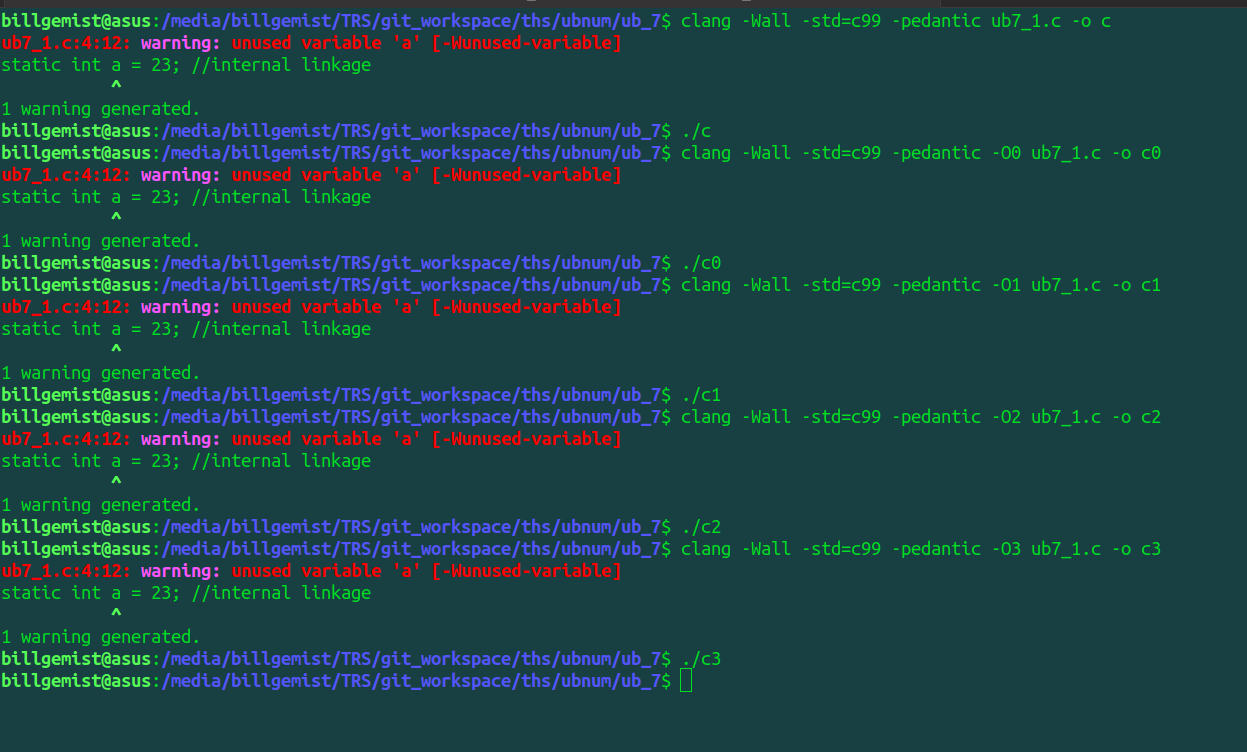 billgemist@asus:/media/billgemist/TRS/git_workspace/ths/ubnum/ub_7$ clang -Wall -std=c99 -pedantic ub7_1.c -o c
ub7_1.c:4:12: warning: unused variable 'a' [-Wunused-variable]
static int a = 23; //internal linkage
           ^
1 warning generated.
billgemist@asus:/media/billgemist/TRS/git_workspace/ths/ubnum/ub_7$ ./c
billgemist@asus:/media/billgemist/TRS/git_workspace/ths/ubnum/ub_7$ clang -Wall -std=c99 -pedantic -O0 ub7_1.c -o c0
ub7_1.c:4:12: warning: unused variable 'a' [-Wunused-variable]
static int a = 23; //internal linkage
           ^
1 warning generated.
billgemist@asus:/media/billgemist/TRS/git_workspace/ths/ubnum/ub_7$ ./c0
billgemist@asus:/media/billgemist/TRS/git_workspace/ths/ubnum/ub_7$ clang -Wall -std=c99 -pedantic -O1 ub7_1.c -o c1
ub7_1.c:4:12: warning: unused variable 'a' [-Wunused-variable]
static int a = 23; //internal linkage
           ^
1 warning generated.
billgemist@asus:/media/billgemist/TRS/git_workspace/ths/ubnum/ub_7$ ./c1
billgemist@asus:/media/billgemist/TRS/git_workspace/ths/ubnum/ub_7$ clang -Wall -std=c99 -pedantic -O2 ub7_1.c -o c2
ub7_1.c:4:12: warning: unused variable 'a' [-Wunused-variable]
static int a = 23; //internal linkage
           ^
1 warning generated.
billgemist@asus:/media/billgemist/TRS/git_workspace/ths/ubnum/ub_7$ ./c2
billgemist@asus:/media/billgemist/TRS/git_workspace/ths/ubnum/ub_7$ clang -Wall -std=c99 -pedantic -O3 ub7_1.c -o c3
ub7_1.c:4:12: warning: unused variable 'a' [-Wunused-variable]
static int a = 23; //internal linkage
           ^
1 warning generated.
billgemist@asus:/media/billgemist/TRS/git_workspace/ths/ubnum/ub_7$ ./c3
billgemist@asus:/media/billgemist/TRS/git_workspace/ths/ubnum/ub_7$